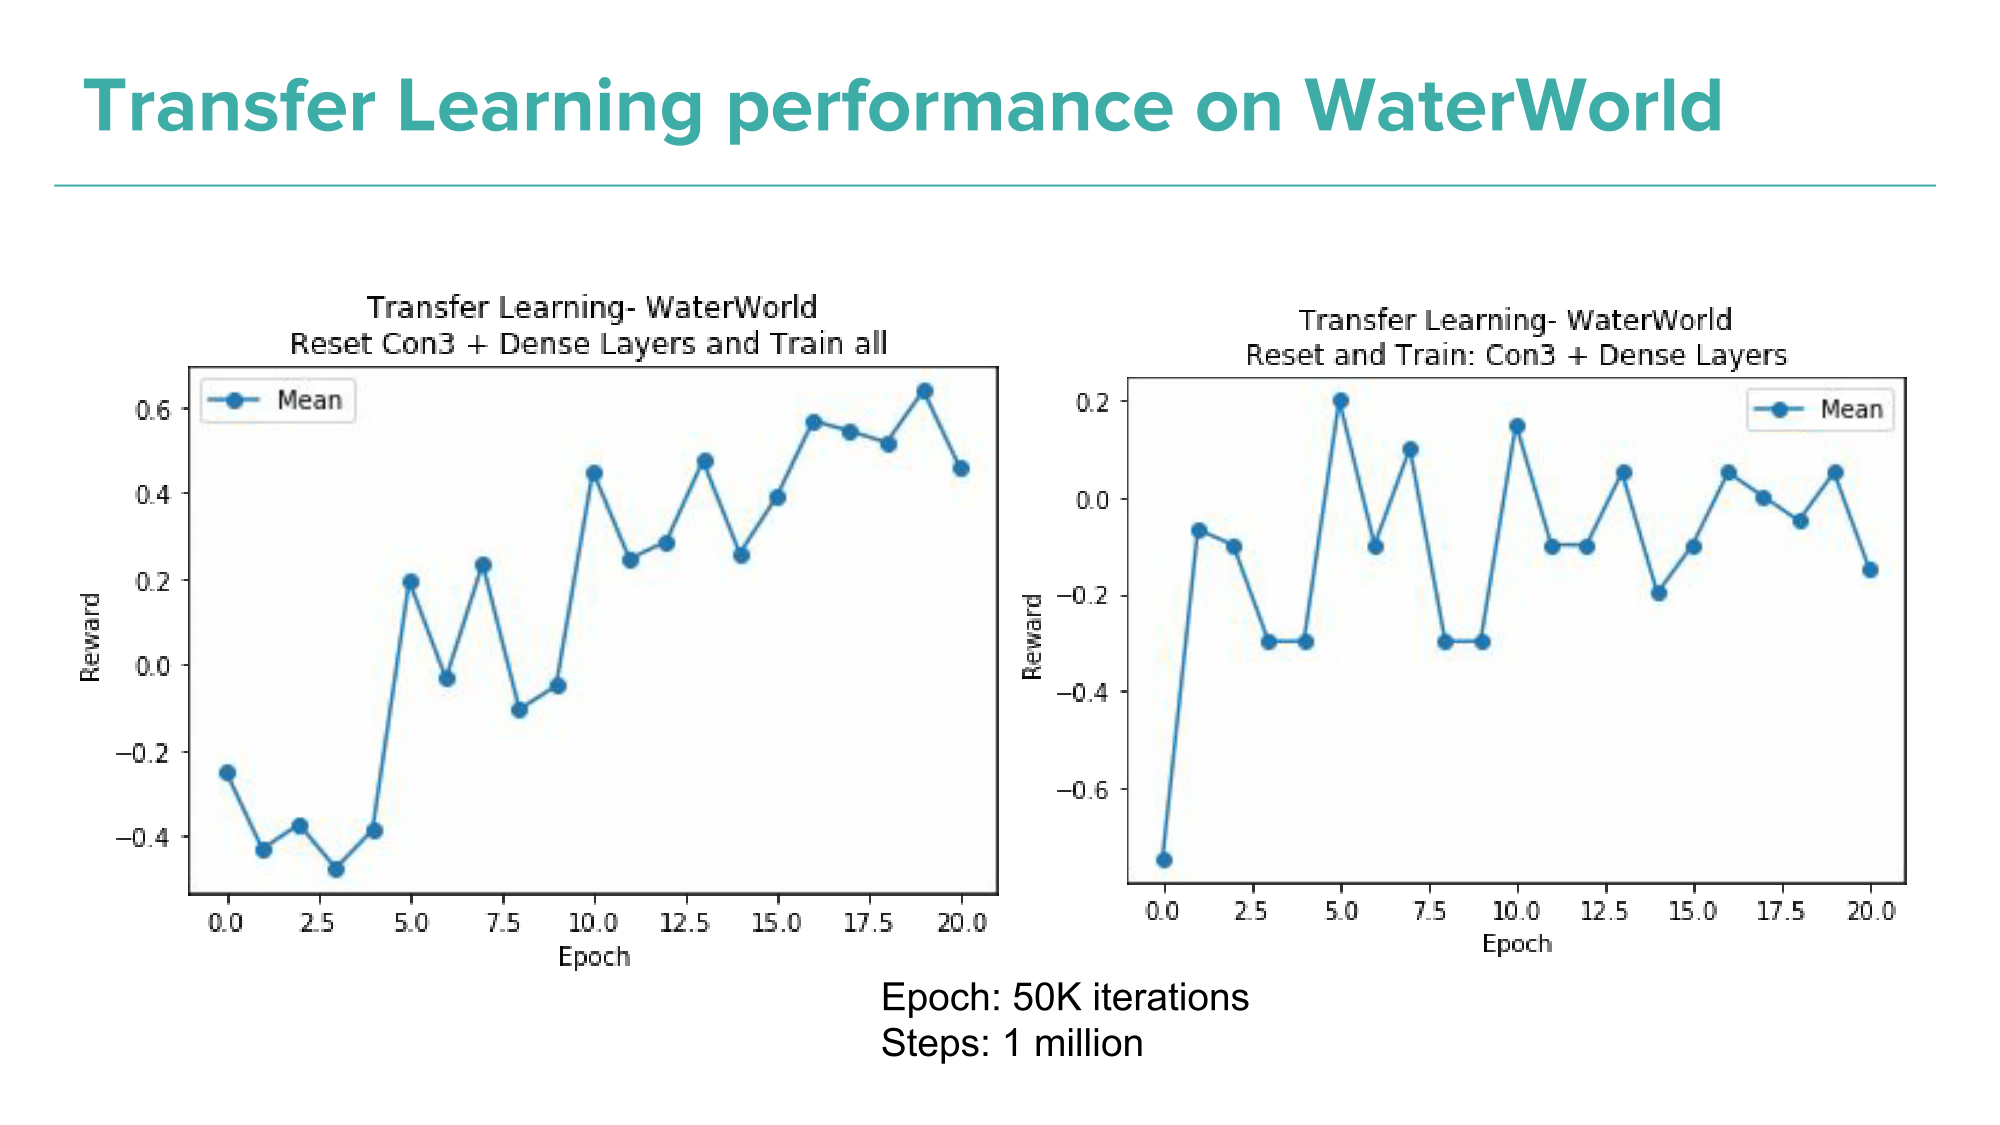 Transfer Learning performance on WaterWorld
Transfer Learning- WaterWorld
Reset Con3 + Dense Layers and Train all
Mean
0.6
0.4
0.2
0.0
−0.2
−0.4
Reward
0.0 2.5 5.0 7.5 10.0 12.5 15.0 17.5 20.0
Epoch
Transfer Learning- WaterWorld
Reset and Train: Con3 + Dense Layers
Mean
0.2
0.0
−0.2
−0.4
−0.6
Reward
0.0 2.5 5.0 7.5 10.0 12.5 15.0 17.5 20.0
Epoch
Epoch: 50K iterations
Steps: 1 million